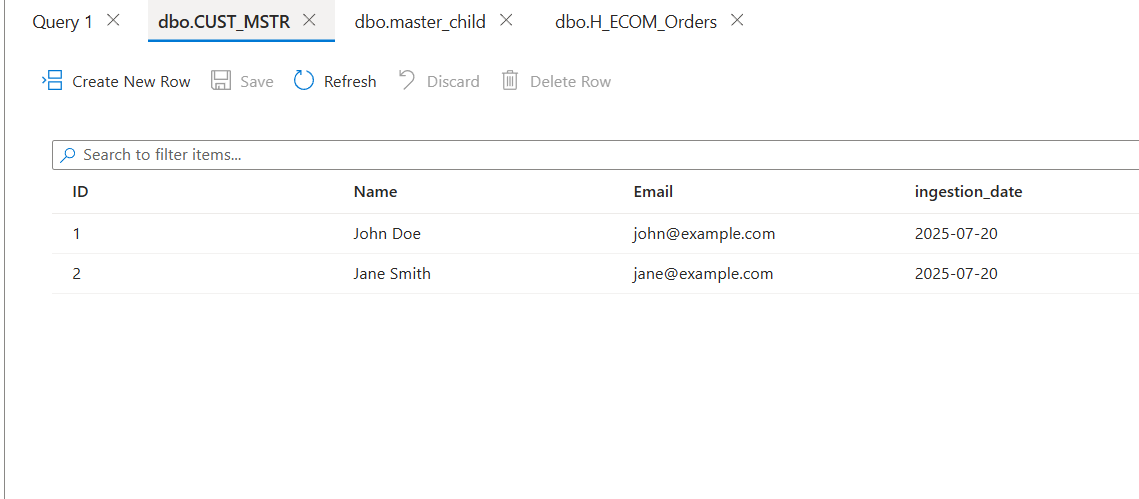 Query 1 dbo.CUST_MSTR dbo.master_child dbo.H_ECOM_Orders
Create New Row Save Refresh Discard Delete Row
Search to filter items...
ID Name Email ingestion_date
1 John Doe john@example.com 2025-07-20
2 Jane Smith jane@example.com 2025-07-20